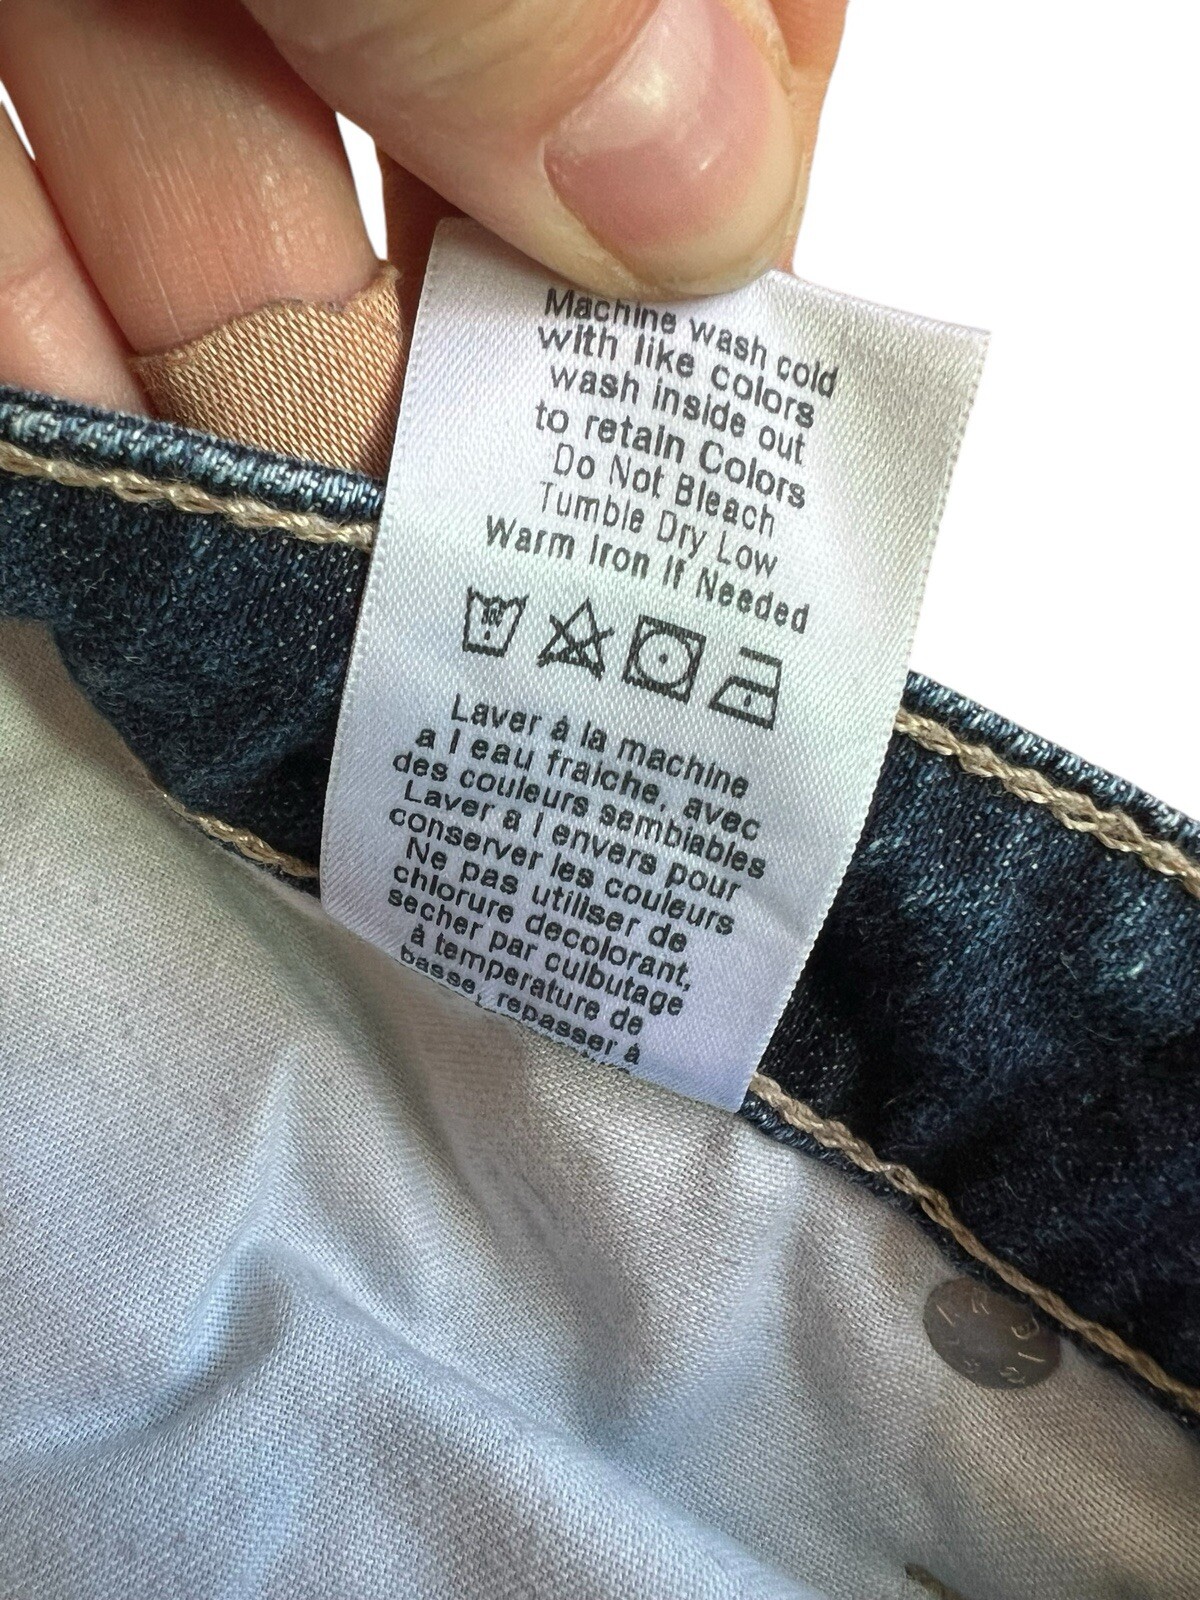 Machine wash cold
with like colors
wash inside out
to retain Colors
Do Not Bleach
Tumble Dry Low
Warm Iron If Needed
Laver à la machine
a l eau fraiche, avec
des couleurs semblables
Laver a l envers pour
conserver les couleurs
Ne pas utiliser de
chlorure decolorant,
secher par culbutage
à temperature de
basse, repasser à